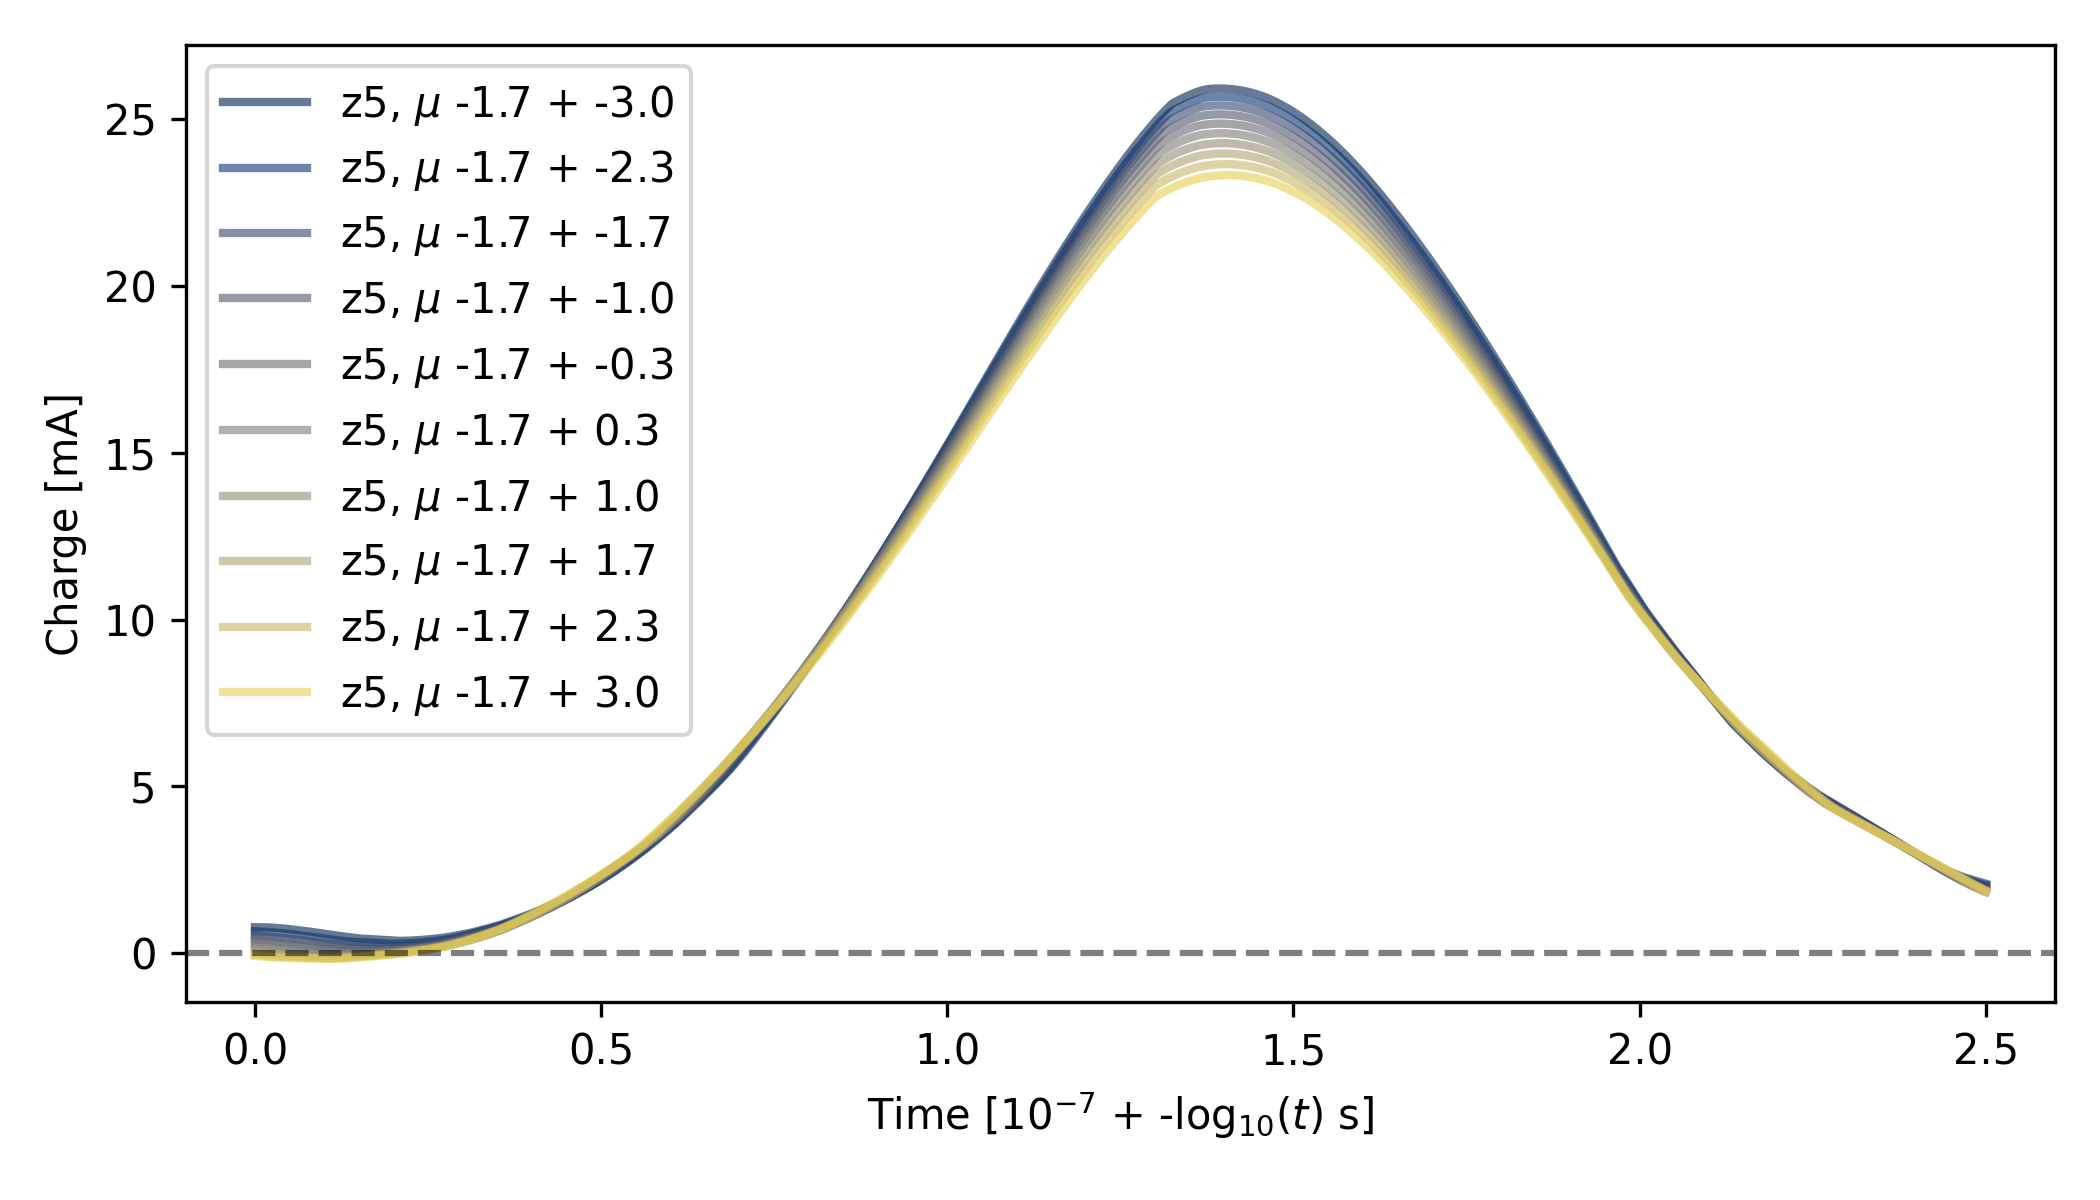 z5, μ -1.7 + -3.0
z5, μ -1.7 + -2.3
z5, μ -1.7 + -1.7
z5, μ -1.7 + -1.0
z5, μ -1.7 + -0.3
z5, μ -1.7 + 0.3
z5, μ -1.7 + 1.0
z5, μ -1.7 + 1.7
z5, μ -1.7 + 2.3
z5, μ -1.7 + 3.0
Charge [mA]
25
20
15
10
5
0
0.0 0.5 1.0 1.5 2.0 2.5
Time [10⁻⁷ + -log₁₀(t) s]